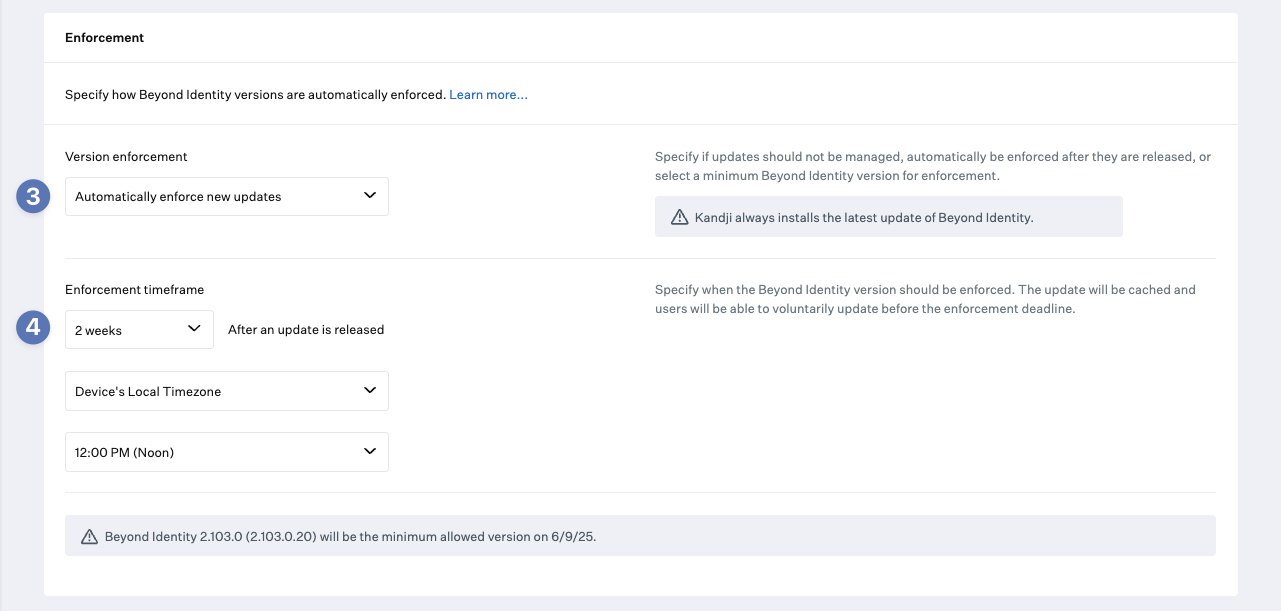 Enforcement
Specify how Beyond Identity versions are automatically enforced. Learn more...
Version enforcement
3
Automatically enforce new updates
Specify if updates should not be managed, automatically be enforced after they are released, or
select a minimum Beyond Identity version for enforcement.
Kandji always installs the latest update of Beyond Identity.
Enforcement timeframe
4
2 weeks
After an update is released
Specify when the Beyond Identity version should be enforced. The update will be cached and
users will be able to voluntarily update before the enforcement deadline.
Device's Local Timezone
12:00 PM (Noon)
Beyond Identity 2.103.0 (2.103.0.20) will be the minimum allowed version on 6/9/25.